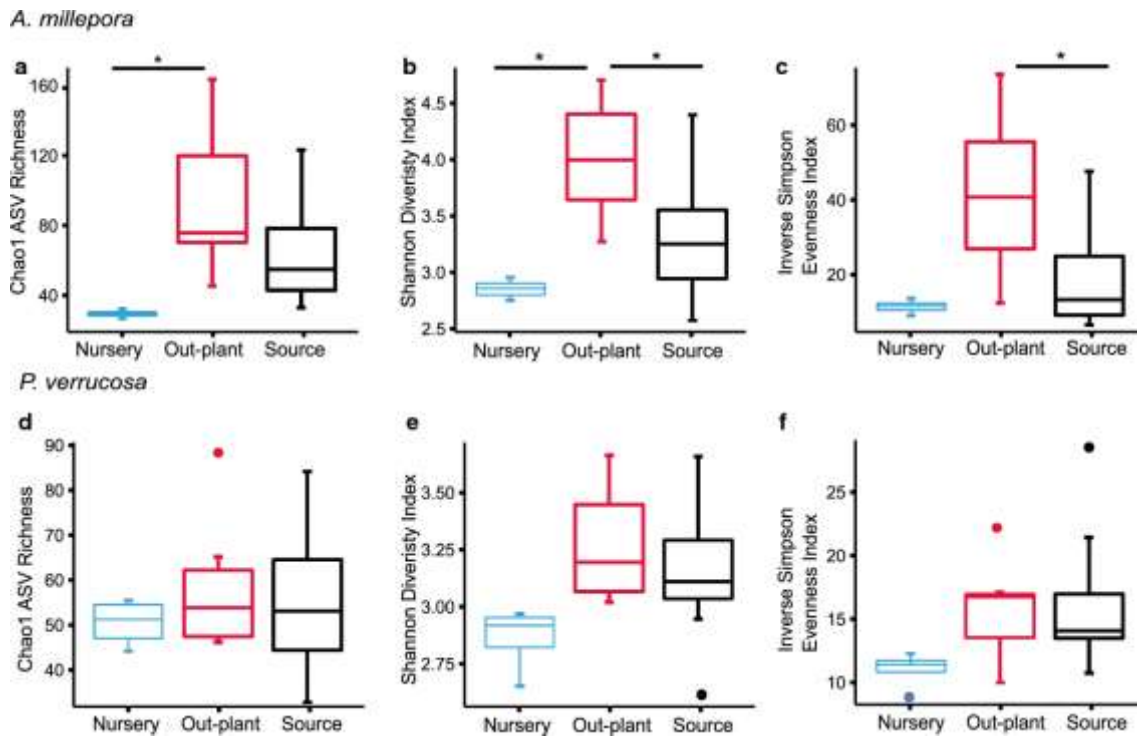 A. millepora
a
*
Chao1 ASV Richness
160
120
80
40
Nursery Out-plant Source
b
*
*
Shannon Diveristy Index
4.5
4.0
3.5
3.0
2.5
Nursery Out-plant Source
c
*
Inverse Simpson
Evenness Index
60
40
20
Nursery Out-plant Source
P. verrucosa
d
Chao1 ASV Richness
90
80
70
60
50
40
Nursery Out-plant Source
e
Shannon Diveristy Index
3.50
3.25
3.00
2.75
Nursery Out-plant Source
f
Inverse Simpson
Evenness Index
25
20
15
10
Nursery Out-plant Source